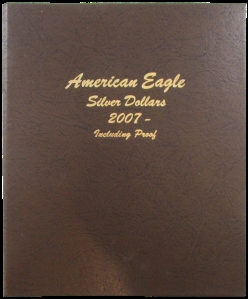 American Eagle
Silver Dollars
2007-
Including Proof